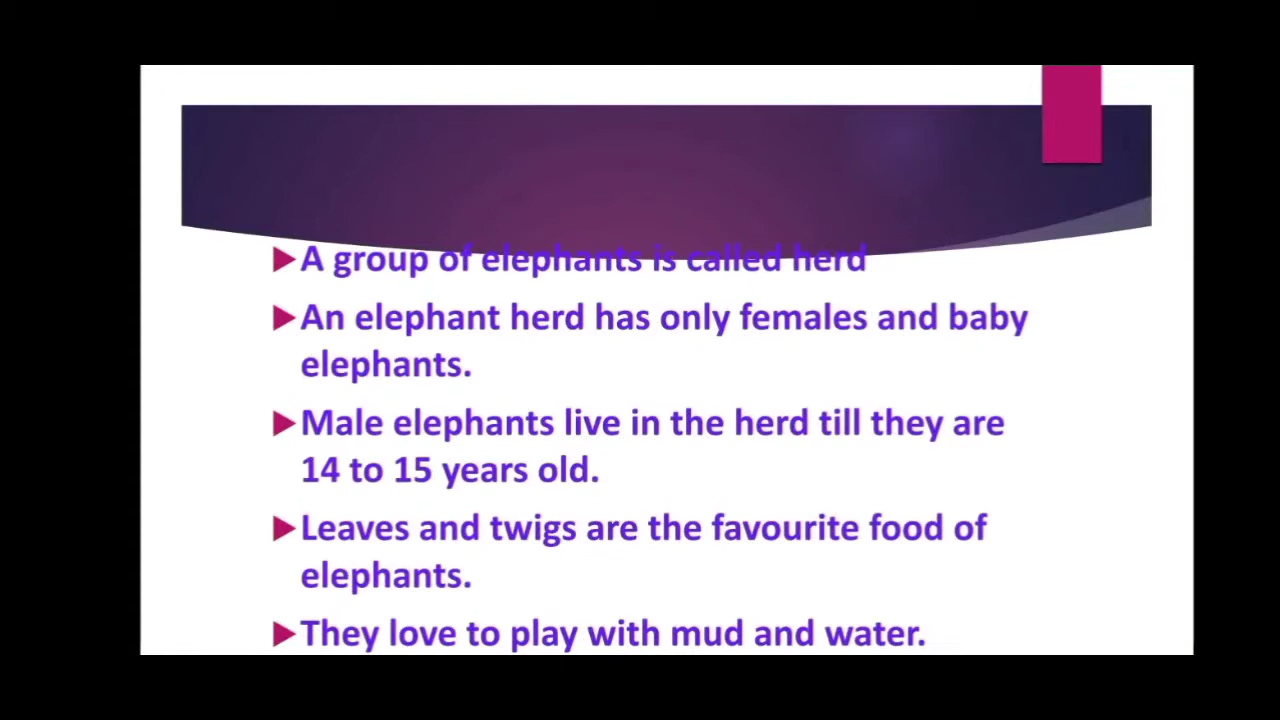 A group of elephants is called herd
An elephant herd has only females and baby
elephants.
Male elephants live in the herd till they are
14 to 15 years old.
Leaves and twigs are the favourite food of
elephants.
They love to play with mud and water.